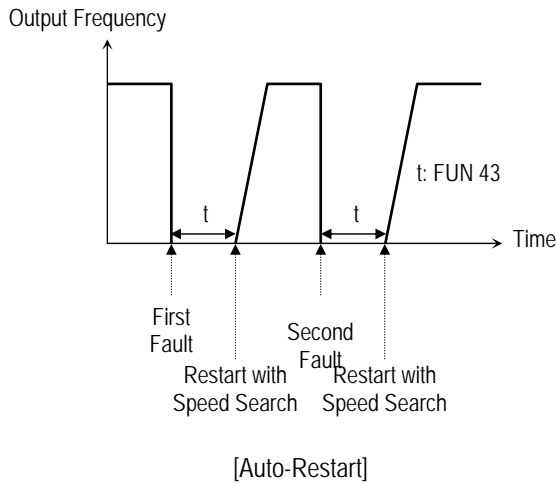 Output Frequency
t: FUN 43
t
t
Time
First
Fault
Second
Fault
Restart with
Speed Search
Restart with
Speed Search
[Auto-Restart]